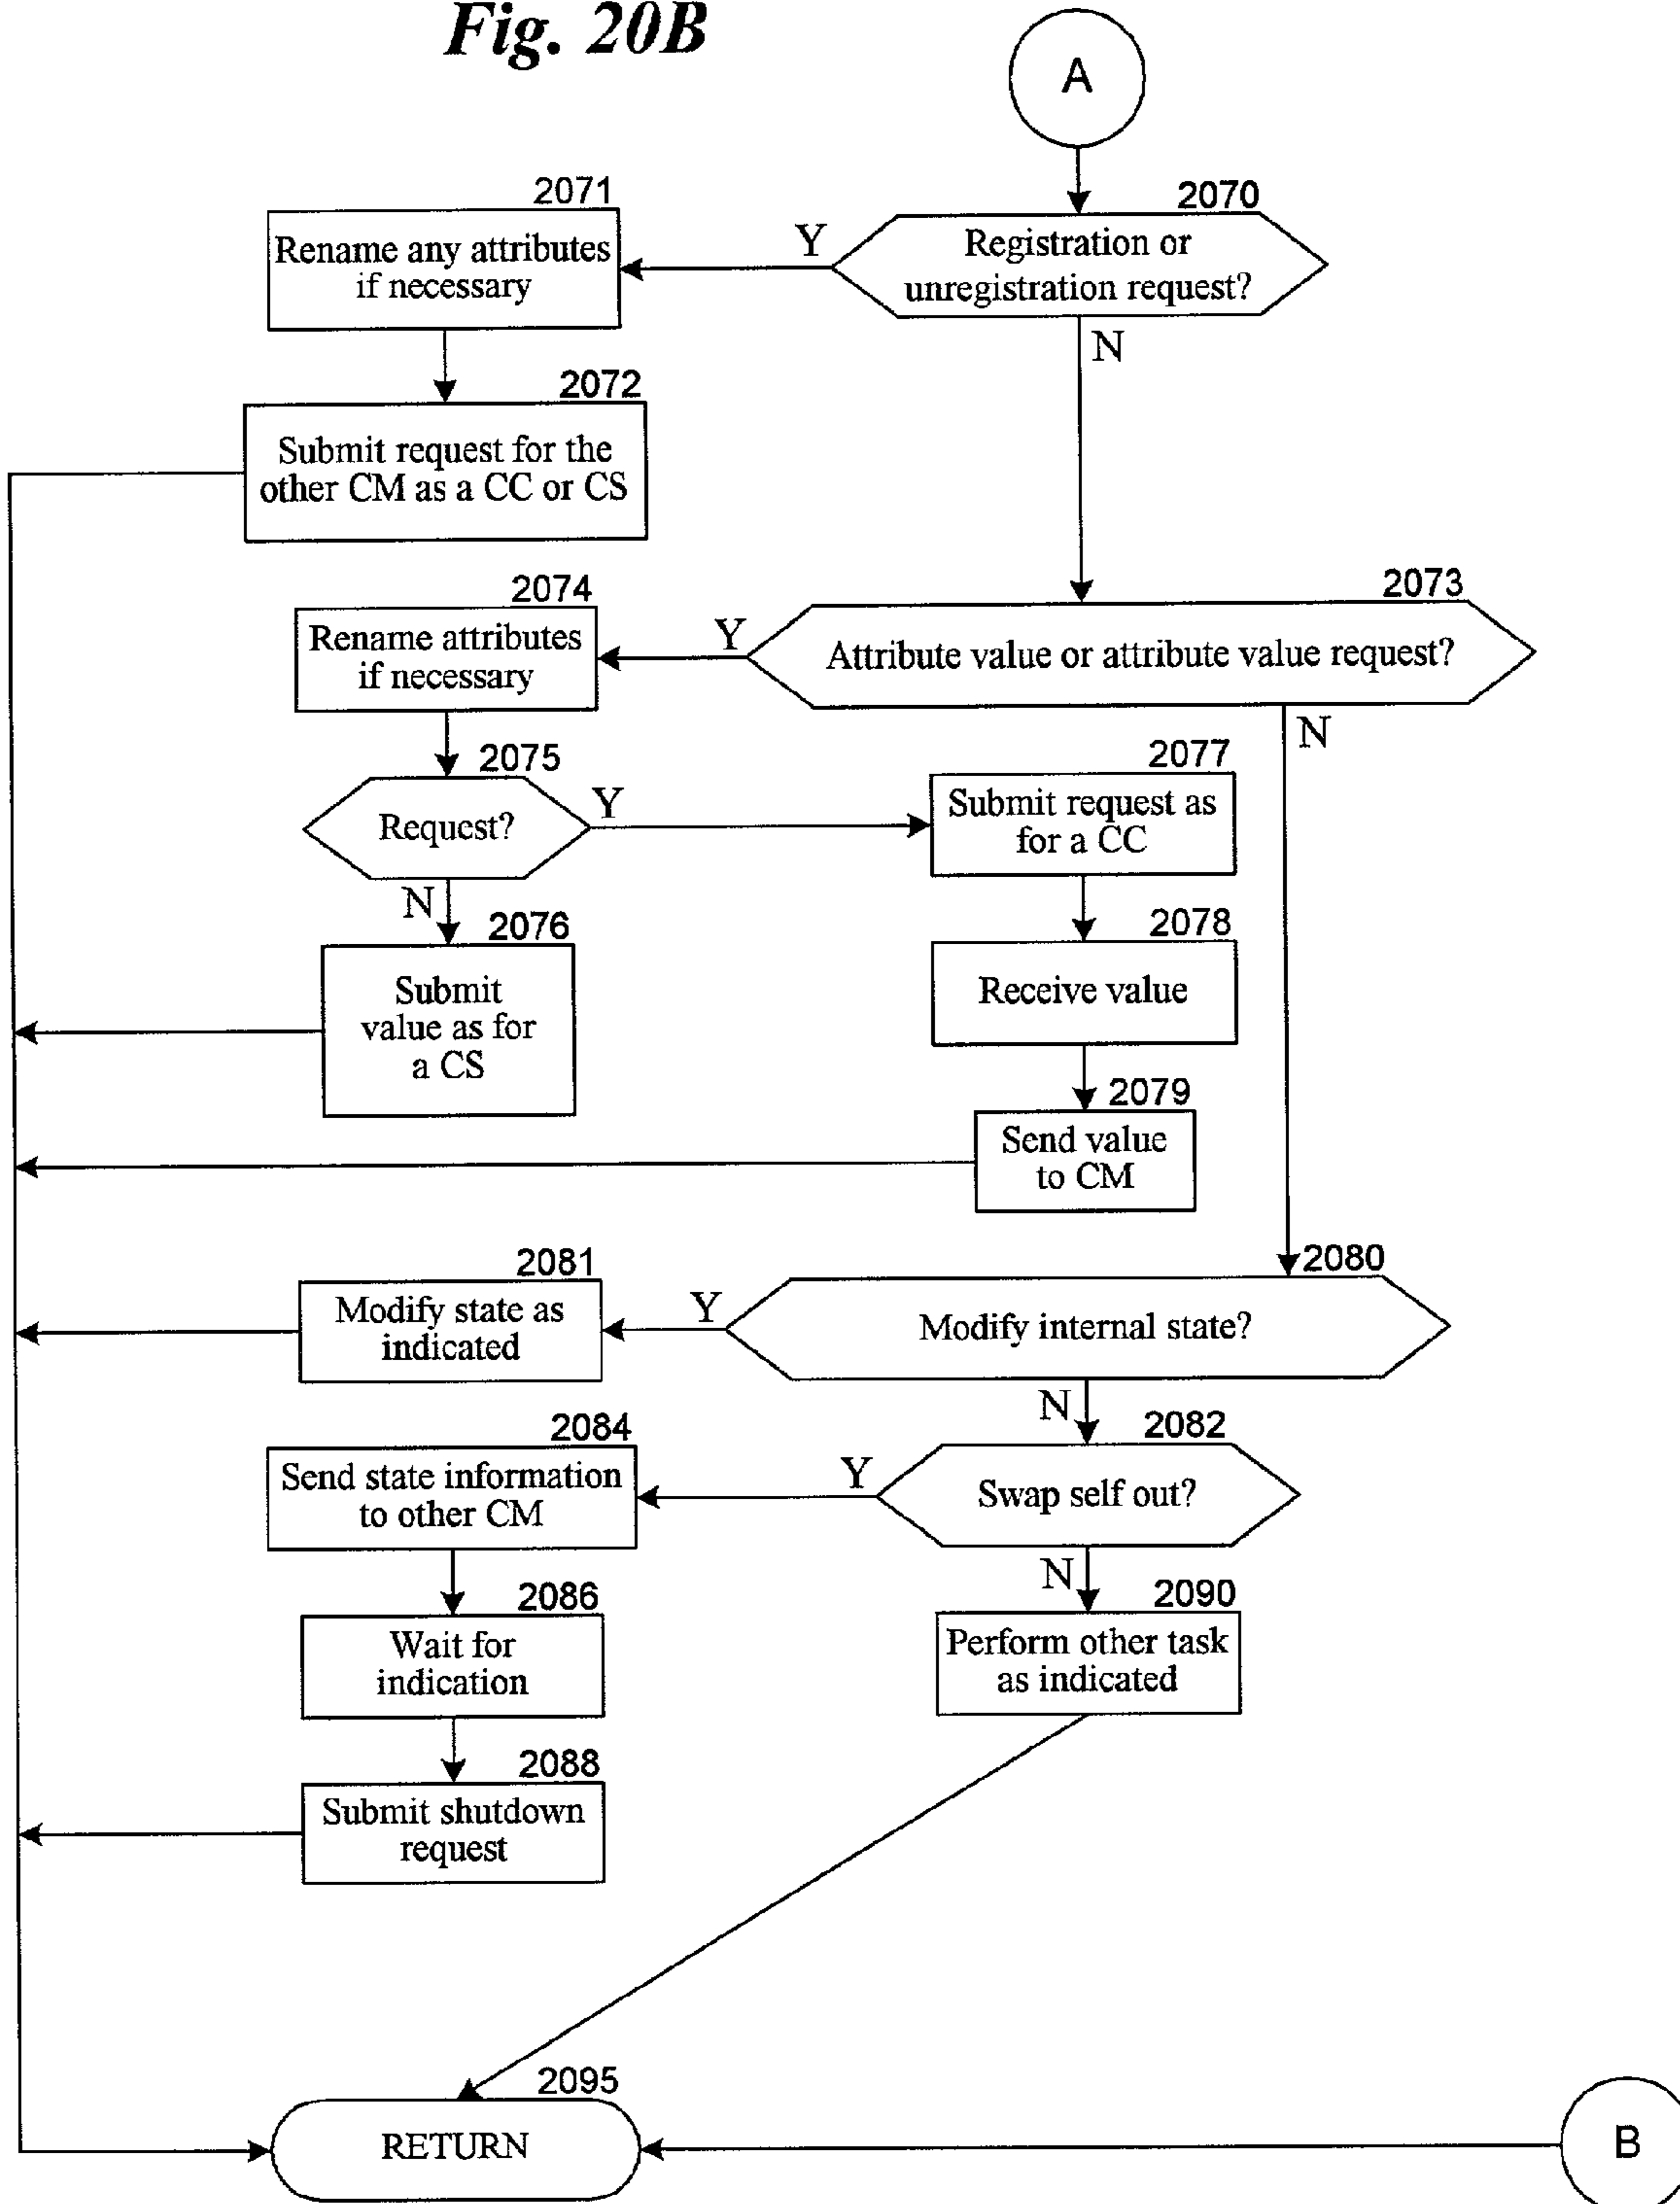 Fig. 20B
A
2070
Registration or
unregistration request?
Y
N
2071
Rename any attributes
if necessary
2072
Submit request for the
other CM as a CC or CS
2073
Attribute value or attribute value request?
Y
N
2074
Rename attributes
if necessary
2075
Request?
Y
N
2076
Submit
value as for
a CS
2077
Submit request as
for a CC
2078
Receive value
2079
Send value
to CM
2080
Modify internal state?
Y
N
2081
Modify state as
indicated
2082
Swap self out?
Y
N
2084
Send state information
to other CM
2086
Wait for
indication
2088
Submit shutdown
request
2090
Perform other task
as indicated
2095
RETURN
B